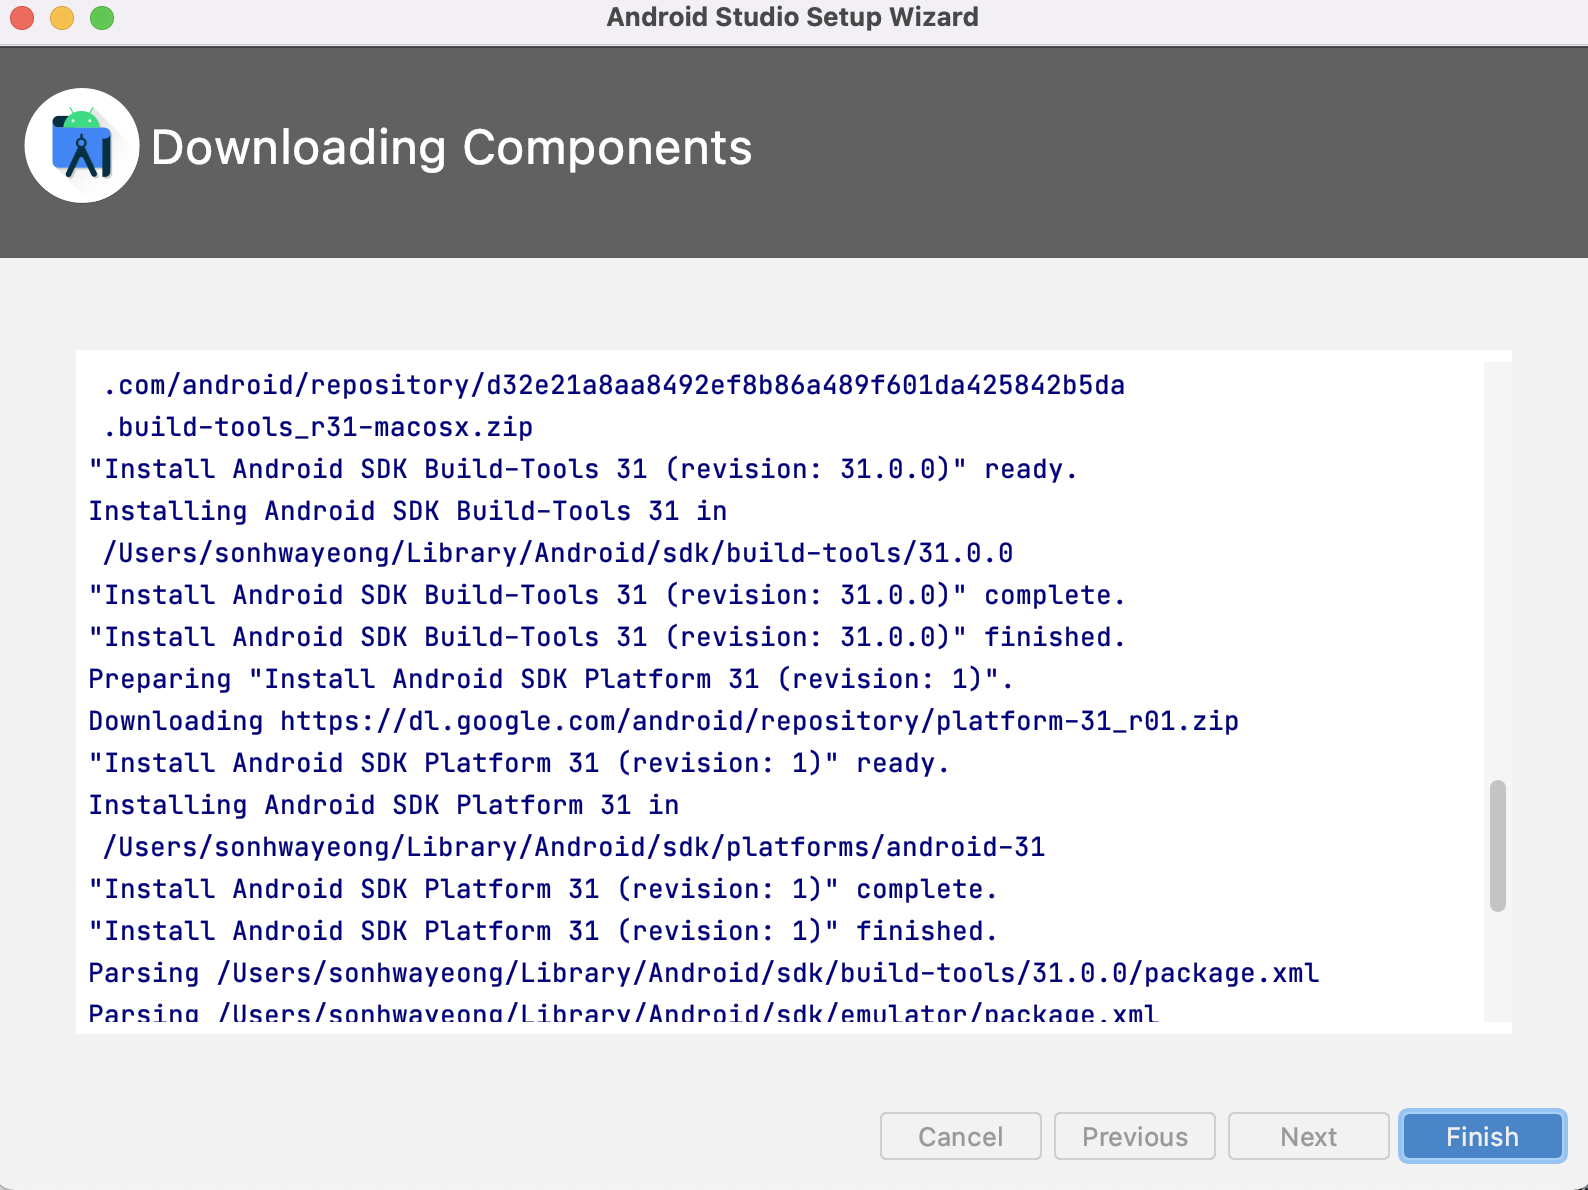 Android Studio Setup Wizard
Downloading Components
.com/android/repository/d32e21a8aa8492ef8b86a489f601da425842b5da
.build-tools_r31-macosx.zip
"Install Android SDK Build-Tools 31 (revision: 31.0.0)" ready.
Installing Android SDK Build-Tools 31 in
/Users/sonhwayeong/Library/Android/sdk/build-tools/31.0.0
"Install Android SDK Build-Tools 31 (revision: 31.0.0)" complete.
"Install Android SDK Build-Tools 31 (revision: 31.0.0)" finished.
Preparing "Install Android SDK Platform 31 (revision: 1)".
Downloading https://dl.google.com/android/repository/platform-31_r01.zip
"Install Android SDK Platform 31 (revision: 1)" ready.
Installing Android SDK Platform 31 in
/Users/sonhwayeong/Library/Android/sdk/platforms/android-31
"Install Android SDK Platform 31 (revision: 1)" complete.
"Install Android SDK Platform 31 (revision: 1)" finished.
Parsing /Users/sonhwayeong/Library/Android/sdk/build-tools/31.0.0/package.xml
Parsing /Users/sonhwayeong/Library/Android/sdk/emulator/package.xml
Cancel
Previous
Next
Finish